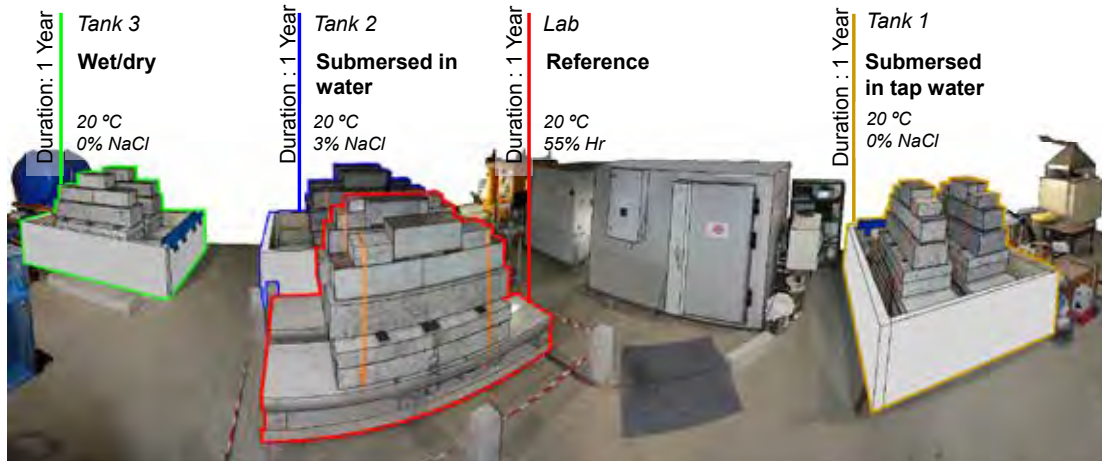 Duration : 1 Year
Tank 3
Wet/dry
20 ºC
0% NaCl
Duration : 1 Year
Tank 2
Submersed in
water
20 ºC
3% NaCl
Duration : 1 Year
Lab
Reference
20 ºC
55% Hr
Duration : 1 Year
Tank 1
Submersed
in tap water
20 ºC
0% NaCl